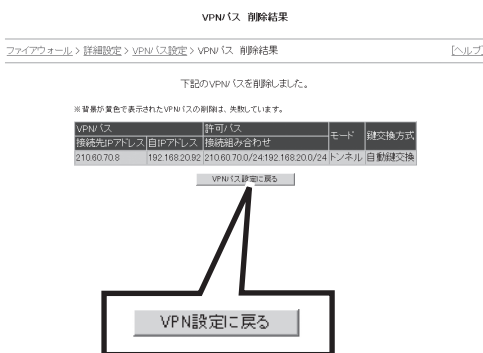 VPNパス 削除結果
ファイアウォール > 詳細設定 > VPNパス設定 > VPNパス 削除結果
[ヘルプ]
下記のVPNパスを削除しました。
※背景が黄色で表示されたVPNパスの削除は、失敗しています。
VPNパス 許可パス モード 鍵交換方式
接続先IPアドレス 自IPアドレス 接続組み合わせ
210.60.70.8 192.168.20.92 210.60.70.0/24:192.168.20.0/24 トンネル 自動鍵交換
VPNパス設定に戻る
VPN設定に戻る